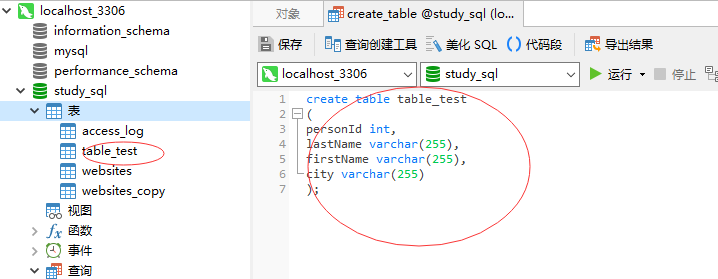 localhost_3306
information_schema
mysql
performance_schema
study_sql
表
access_log
table_test
websites
websites_copy
视图
函数
事件
查询
对象
create_table @study_sql (lo...
保存
查询创建工具
美化 SQL
() 代码段
导出结果
localhost_3306
study_sql
运行
停止
1 create table table_test
2 (
3 personId int,
4 lastName varchar(255),
5 firstName varchar(255),
6 city varchar(255)
7 );